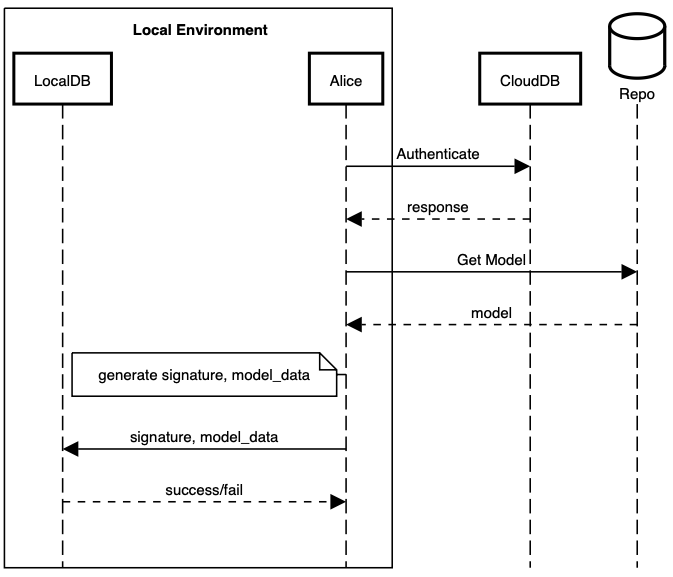 Local Environment
LocalDB
Alice
CloudDB
Repo
Authenticate
response
Get Model
model
generate signature, model_data
signature, model_data
success/fail